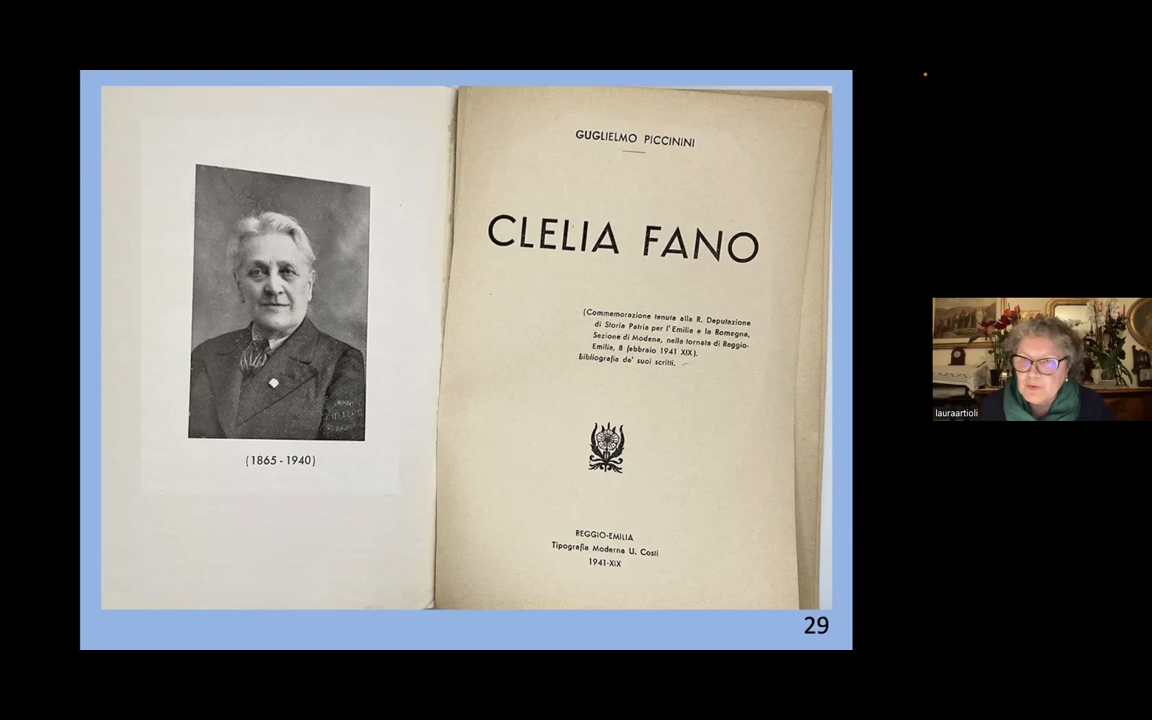 (1865-1940)
GUGLIELMO PICCININI
CLELIA FANO
(Commemorazione tenuta alla R. Deputazione
di Storia Patria per l'Emilia e la Romagna,
Sezione di Modena, nella tornata di Reggio-
Emilia, 8 febbraio 1941 XIX).
Bibliografia de' suoi scritti.
REGGIO-EMILIA
Tipografia Moderna U. Costi
1941-XIX
29
lauraartioli